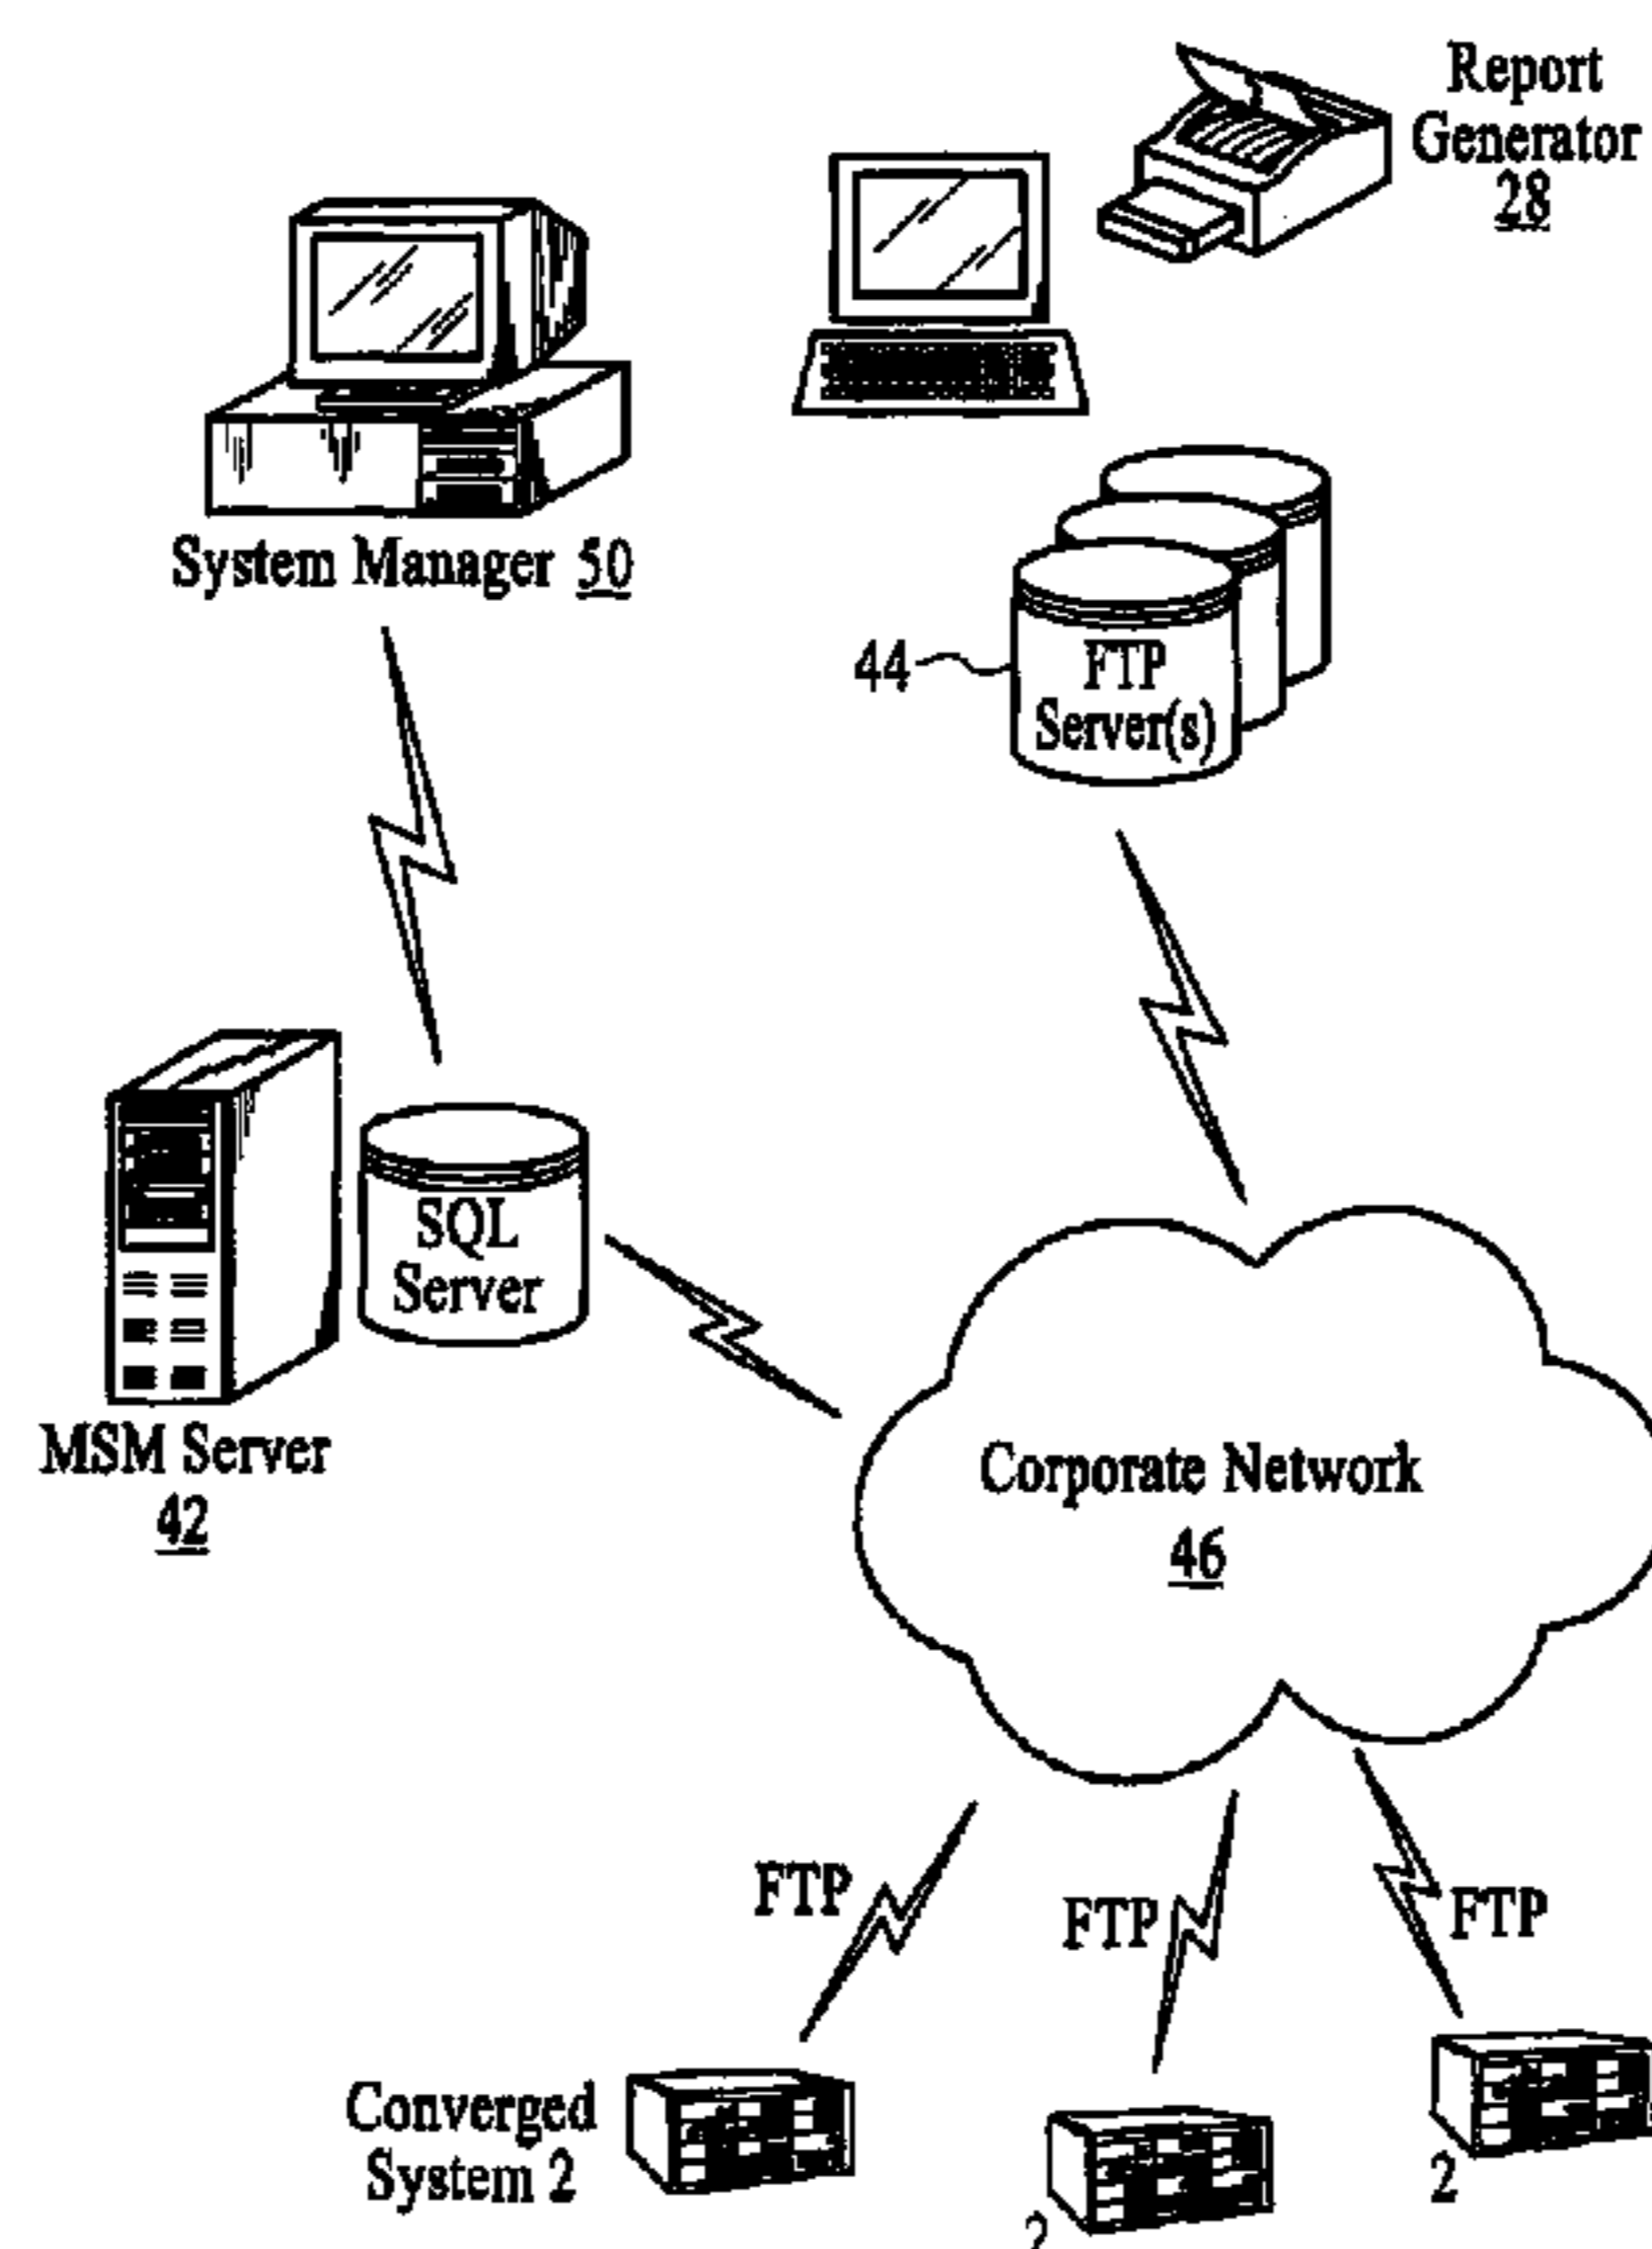 Report
Generator
28
System Manager 50
44
FTP
Server(s)
SQL
Server
MSM Server
42
Corporate Network
46
FTP
FTP
FTP
Converged
System 2
2
2